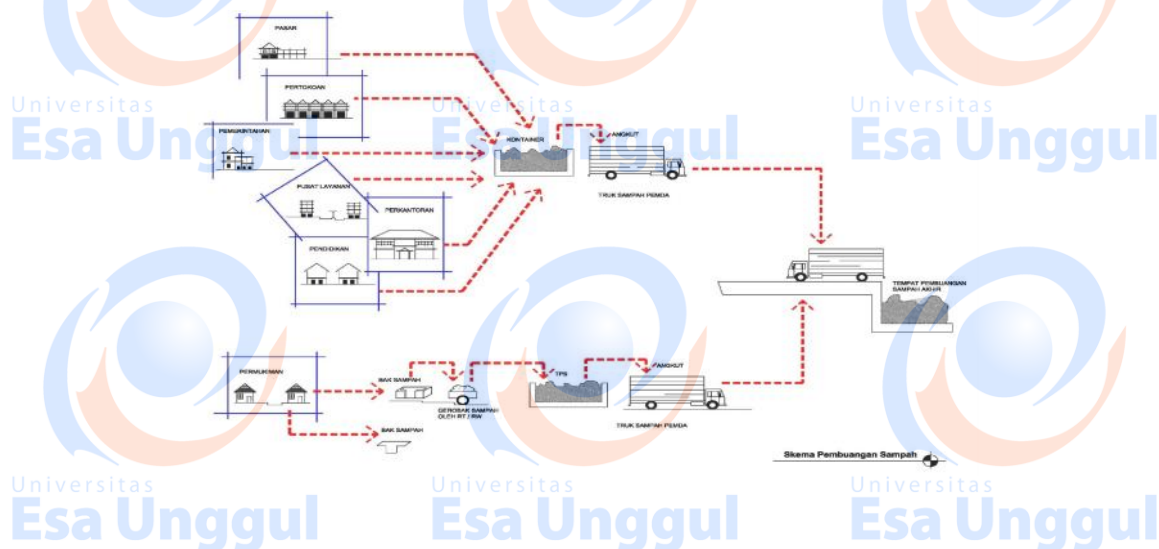 PASAR
PERTOKOAN
PEMERINTAHAN
PUSAT LAYANAN
PERKANTORAN
PENDIDIKAN
KONTAINER
ANGKUT
TRUK SAMPAH PEMDA
TEMPAT PEMBUANGAN
SAMPAH AKHIR
PERMUKIMAN
BAK SAMPAH
GEROBAK SAMPAH
OLEH RT / RW
BAK SAMPAH
TPS
ANGKUT
TRUK SAMPAH PEMDA
Skema Pembuangan Sampah
Universitas
Esa Unggul
Universitas
Esa Unggul
Universitas
Esa Unggul
Universitas
Esa Unggul
Universitas
Esa Unggul
Universitas
Esa Unggul